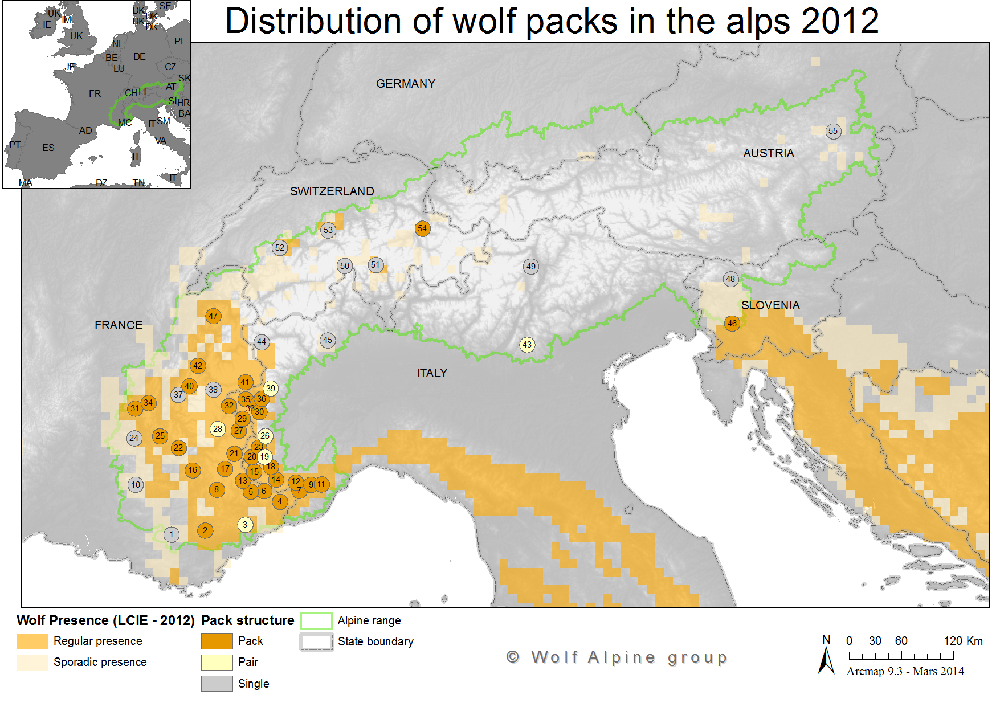 Distribution of wolf packs in the alps 2012
SE
UK
DK
IM
DK
IE
DK
DK
UK
NL
PL
BE
DE
JE
LU
CZ
SK
AT
FR
CH
LI
SI
HR
BA
MC
IT
SM
AD
VA
PT
ES
IT
IT
MA
DZ
TN
GERMANY
AUSTRIA
SWITZERLAND
FRANCE
SLOVENIA
ITALY
55
54
53
52
50
51
49
48
47
46
44
45
43
42
41
40
39
38
37
36
35
34
33
32
31
30
29
28
27
26
25
24
23
22
21
20
19
18
17
16
15
14
13
12
11
10
9
8
7
6
5
4
3
2
1
Wolf Presence (LCIE - 2012)
Regular presence
Sporadic presence
Pack structure
Pack
Pair
Single
Alpine range
State boundary
© Wolf Alpine group
N
0 30 60 120 Km
Arcmap 9.3 - Mars 2014